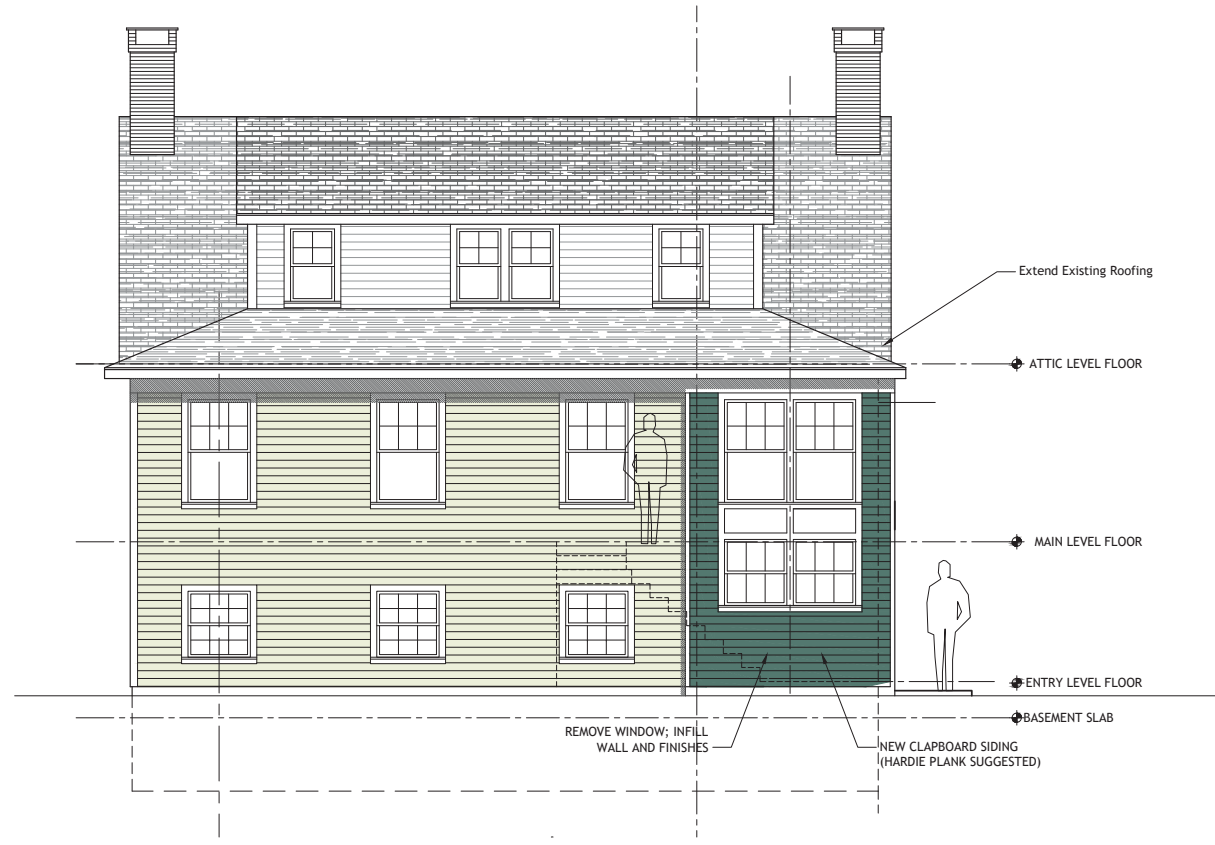 Extend Existing Roofing
ATTIC LEVEL FLOOR
MAIN LEVEL FLOOR
ENTRY LEVEL FLOOR
BASEMENT SLAB
REMOVE WINDOW; INFILL
WALL AND FINISHES
NEW CLAPBOARD SIDING
(HARDIE PLANK SUGGESTED)